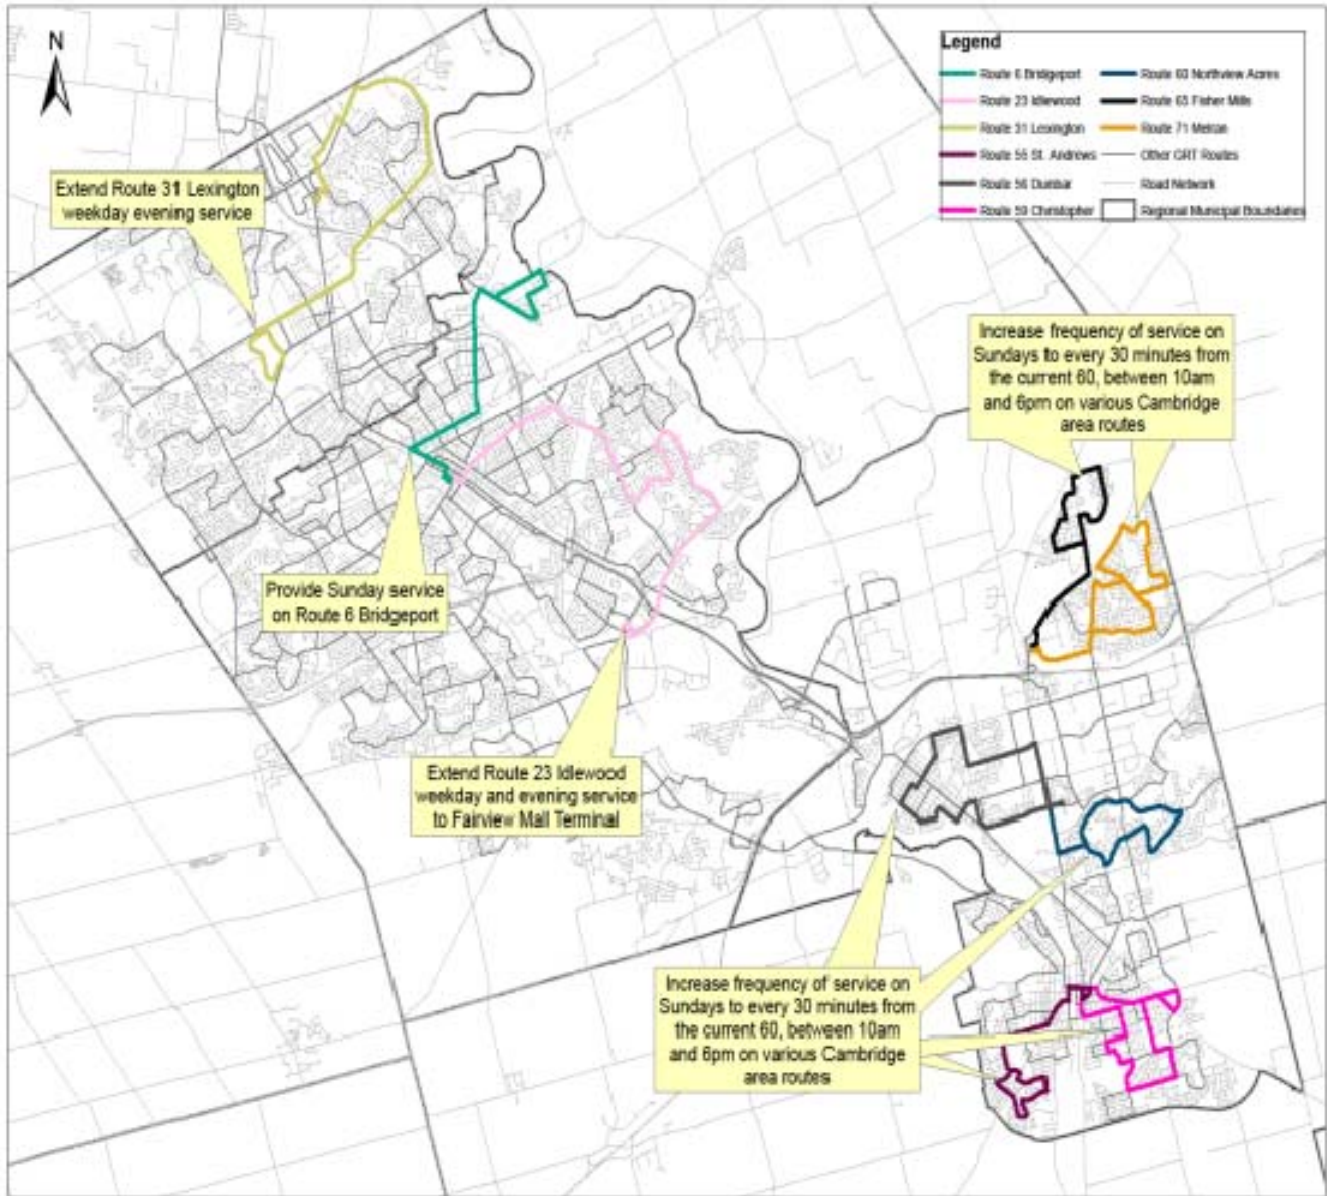 N
Legend
Route 6 Bridgeport
Route 60 Northview Acres
Route 23 Idlewood
Route 65 Fisher Mills
Route 31 Lexington
Route 71 Melran
Route 55 St. Andrews
Other GRT Routes
Route 56 Dunbar
Road Network
Route 59 Christopher
Regional Municipal Boundaries
Extend Route 31 Lexington
weekday evening service
Increase frequency of service on
Sundays to every 30 minutes from
the current 60, between 10am
and 6pm on various Cambridge
area routes
Provide Sunday service
on Route 6 Bridgeport
Extend Route 23 Idlewood
weekday and evening service
to Fairview Mall Terminal
Increase frequency of service on
Sundays to every 30 minutes from
the current 60, between 10am
and 6pm on various Cambridge
area routes